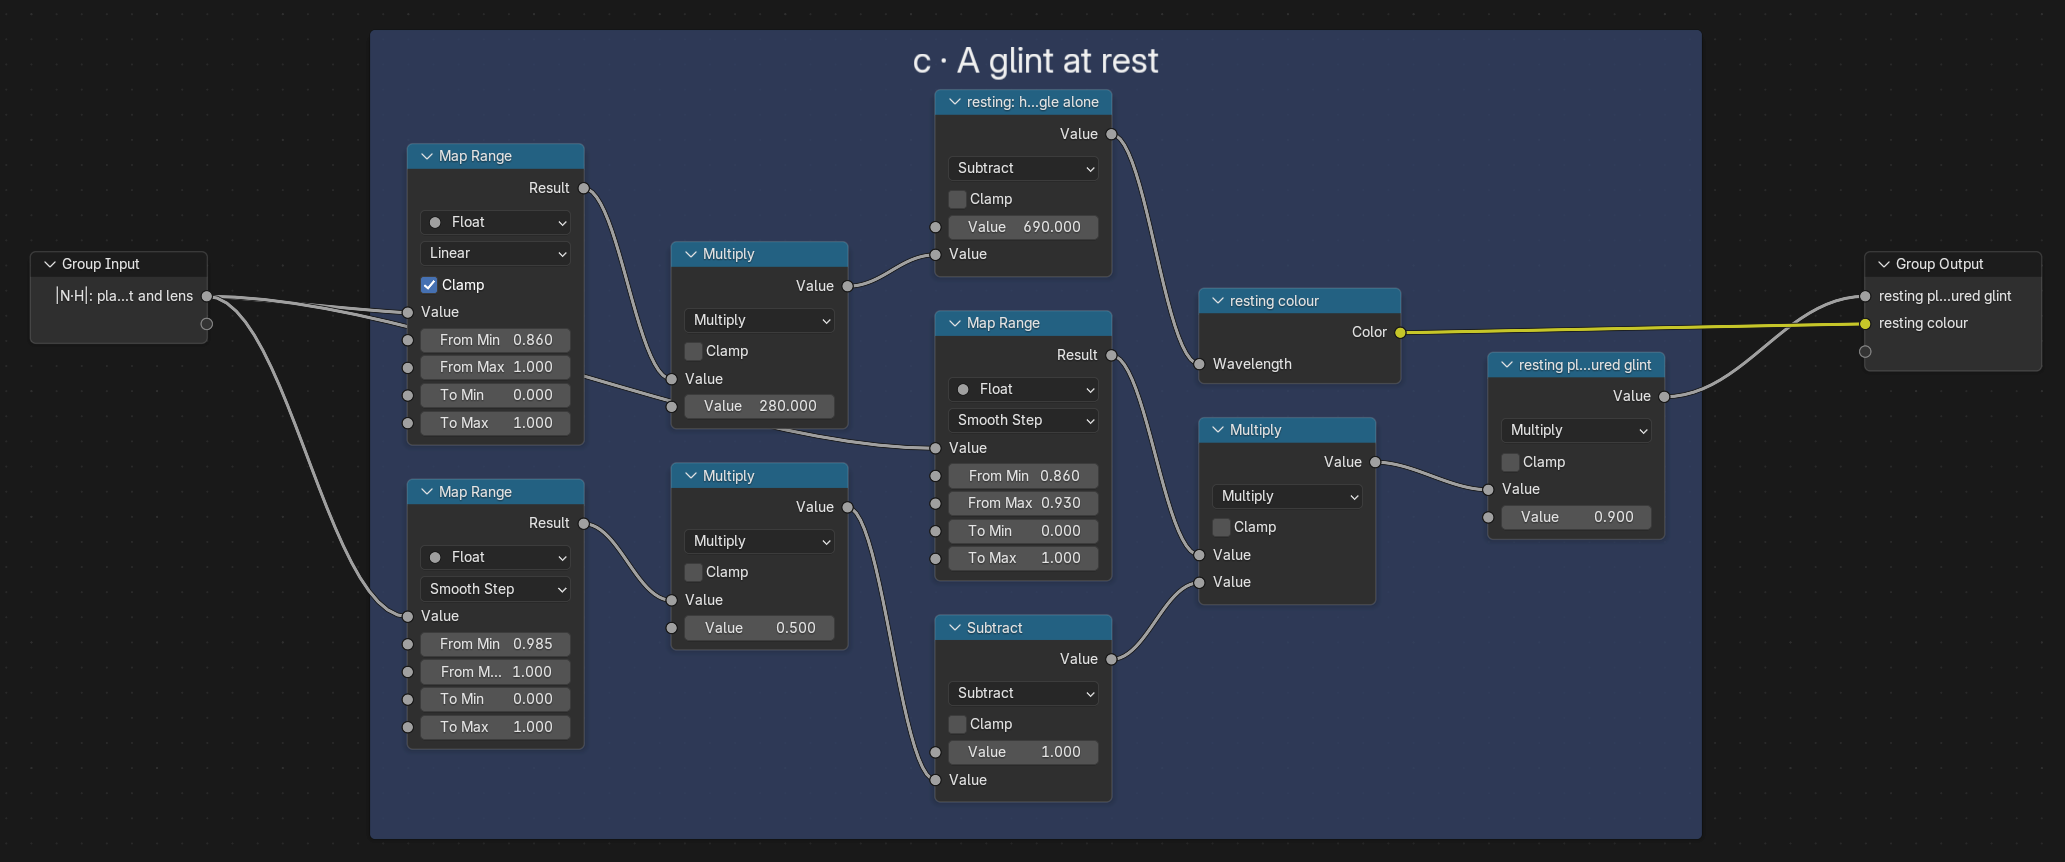 c · A glint at rest
Group Input
|N·H|: pla...t and lens
Map Range
Result
Float
Linear
Clamp
Value
From Min 0.860
From Max 1.000
To Min 0.000
To Max 1.000
Map Range
Result
Float
Smooth Step
Value
From Min 0.985
From M... 1.000
To Min 0.000
To Max 1.000
Multiply
Value
Multiply
Clamp
Value
Value 280.000
Multiply
Value
Multiply
Clamp
Value
Value 0.500
resting: h...gle alone
Value
Subtract
Clamp
Value 690.000
Value
Map Range
Result
Float
Smooth Step
Value
From Min 0.860
From Max 0.930
To Min 0.000
To Max 1.000
Subtract
Value
Subtract
Clamp
Value 1.000
Value
resting colour
Color
Wavelength
Multiply
Value
Multiply
Clamp
Value
Value
resting pl...ured glint
Value
Multiply
Clamp
Value
Value 0.900
Group Output
resting pl...ured glint
resting colour